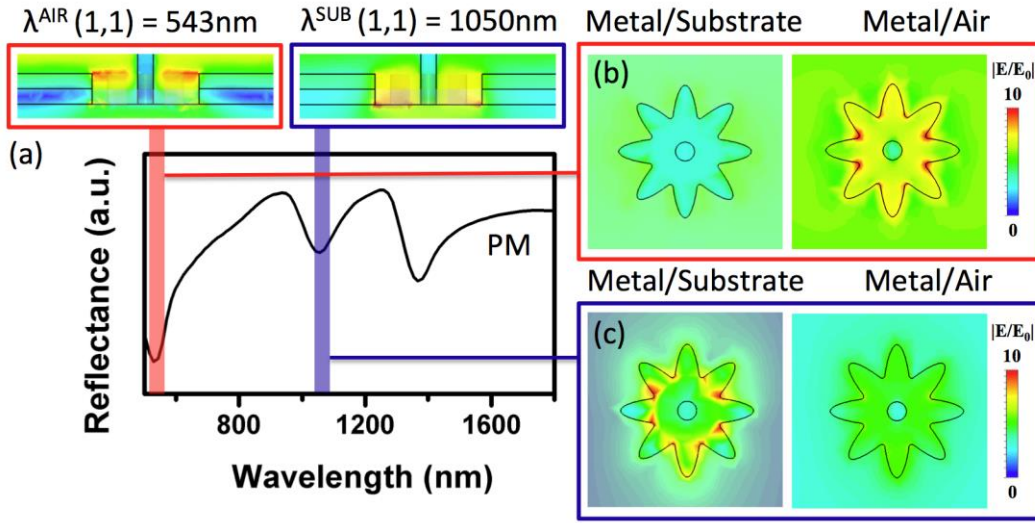 λ^AIR (1,1) = 543nm
λ^SUB (1,1) = 1050nm
Metal/Substrate
Metal/Air
(a)
(b)
|E/E₀|
10
0
Reflectance (a.u.)
PM
800
1200
1600
Wavelength (nm)
Metal/Substrate
Metal/Air
(c)
|E/E₀|
10
0